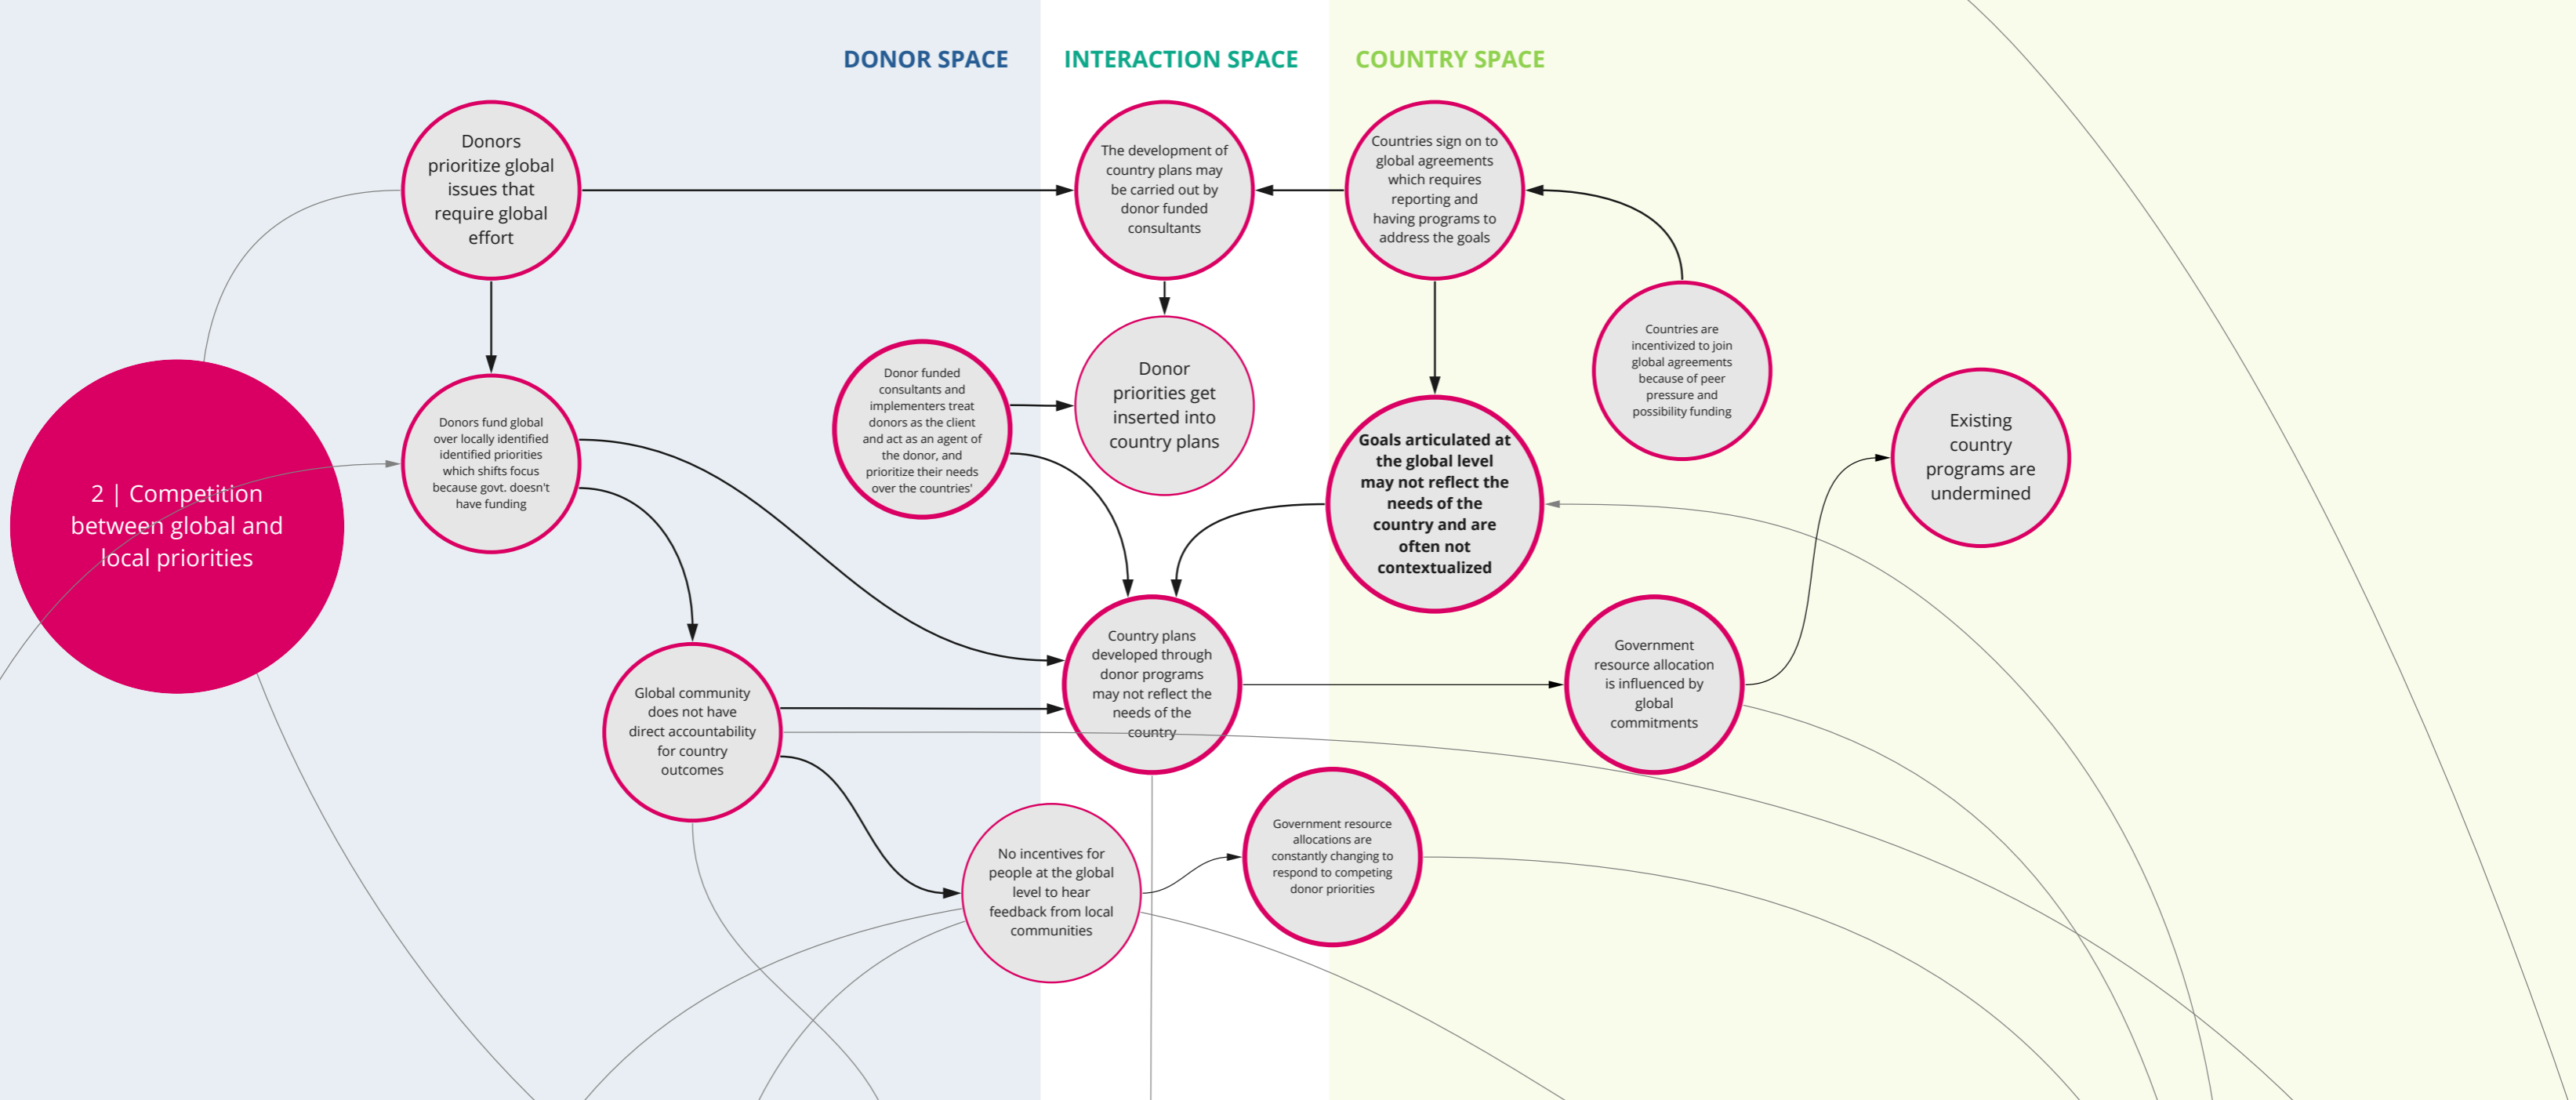 DONOR SPACE
INTERACTION SPACE
COUNTRY SPACE
Donors
prioritize global
issues that
require global
effort
The development of
country plans may
be carried out by
donor funded
consultants
Countries sign on to
global agreements
which requires
reporting and
having programs to
address the goals
Countries are
incentivized to join
global agreements
because of peer
pressure and
possibility funding
Donor funded
consultants and
implementers treat
donors as the client
and act as an agent of
the donor, and
prioritize their needs
over the countries'
Donor
priorities get
inserted into
country plans
Existing
country
programs are
undermined
Donors fund global
over locally identified
identified priorities
which shifts focus
because govt. doesn't
have funding
Goals articulated at
the global level
may not reflect the
needs of the
country and are
often not
contextualized
2 | Competition
between global and
local priorities
Country plans
developed through
donor programs
may not reflect the
needs of the
country
Government
resource allocation
is influenced by
global
commitments
Global community
does not have
direct accountability
for country
outcomes
No incentives for
people at the global
level to hear
feedback from local
communities
Government resource
allocations are
constantly changing to
respond to competing
donor priorities